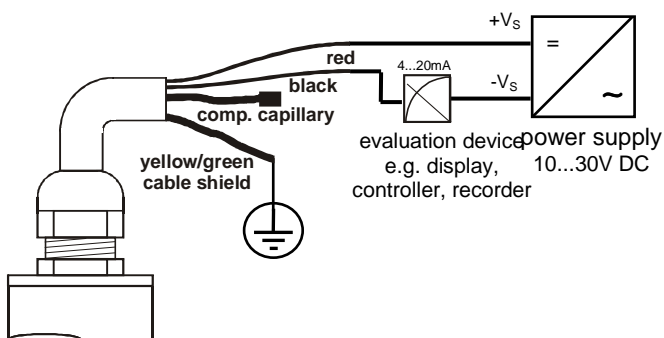 +VS
=
red
4...20mA
black
-VS
~
comp. capillary
evaluation device
e.g. display,
controller, recorder
power supply
10...30V DC
yellow/green
cable shield